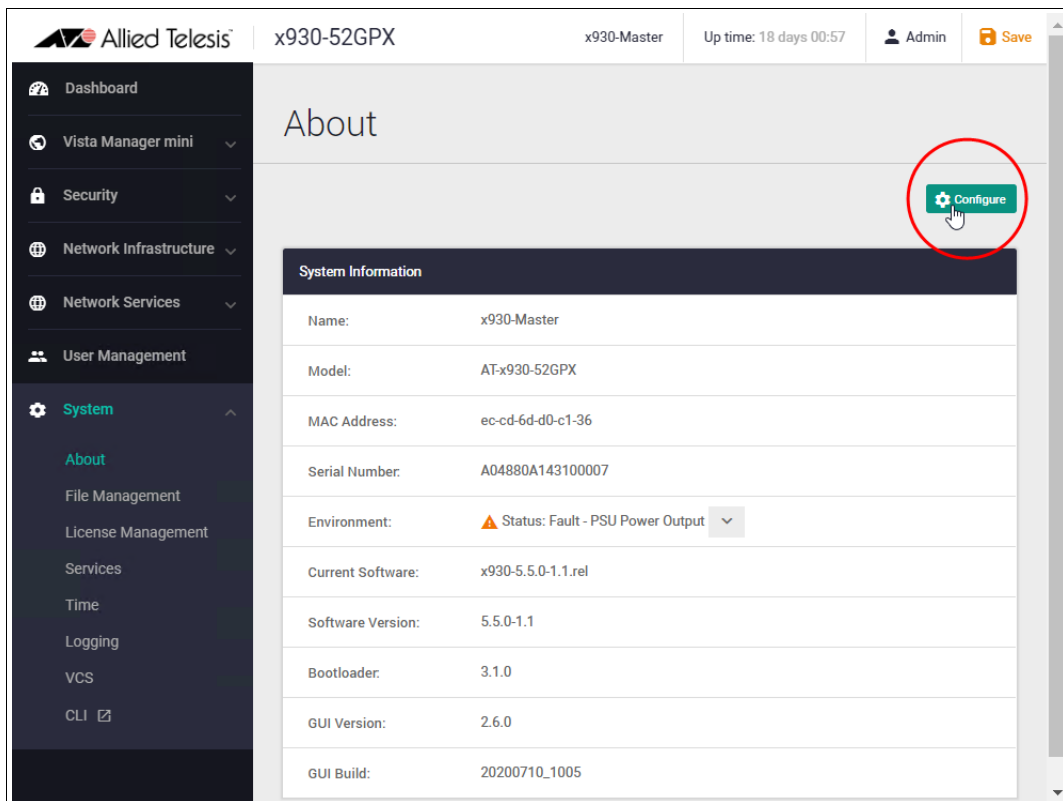 Allied Telesis
x930-52GPX
x930-Master
Up time: 18 days 00:57
Admin
Save
Dashboard
Vista Manager mini
Security
Network Infrastructure
Network Services
User Management
System
About
File Management
License Management
Services
Time
Logging
VCS
CLI
About
Configure
System Information
Name: x930-Master
Model: AT-x930-52GPX
MAC Address: ec-cd-6d-d0-c1-36
Serial Number: A04880A143100007
Environment: Status: Fault - PSU Power Output
Current Software: x930-5.5.0-1.1.rel
Software Version: 5.5.0-1.1
Bootloader: 3.1.0
GUI Version: 2.6.0
GUI Build: 20200710_1005